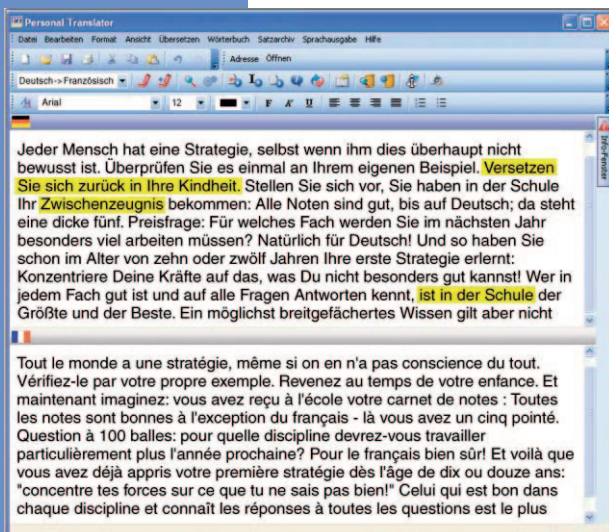 Personal Translator
Datei Bearbeiten Format Ansicht Übersetzen Wörterbuch Satzarchiv Sprachausgabe Hilfe
Adresse Öffnen
Deutsch->Französisch
Arial 12 F K U
Info-Fenster
Jeder Mensch hat eine Strategie, selbst wenn ihm dies überhaupt nicht
bewusst ist. Überprüfen Sie es einmal an Ihrem eigenen Beispiel. Versetzen
Sie sich zurück in Ihre Kindheit. Stellen Sie sich vor, Sie haben in der Schule
Ihr Zwischenzeugnis bekommen: Alle Noten sind gut, bis auf Deutsch; da steht
eine dicke fünf. Preisfrage: Für welches Fach werden Sie im nächsten Jahr
besonders viel arbeiten müssen? Natürlich für Deutsch! Und so haben Sie
schon im Alter von zehn oder zwölf Jahren Ihre erste Strategie erlernt:
Konzentriere Deine Kräfte auf das, was Du nicht besonders gut kannst! Wer in
jedem Fach gut ist und auf alle Fragen Antworten kennt, ist in der Schule der
Größte und der Beste. Ein möglichst breitgefächertes Wissen gilt aber nicht
Tout le monde a une stratégie, même si on en n'a pas conscience du tout.
Vérifiez-le par votre propre exemple. Revenez au temps de votre enfance. Et
maintenant imaginez: vous avez reçu à l'école votre carnet de notes : Toutes
les notes sont bonnes à l'exception du français - là vous avez un cinq pointé.
Question à 100 balles: pour quelle discipline devrez-vous travailler
particulièrement plus l'année prochaine? Pour le français bien sûr! Et voilà que
vous avez déjà appris votre première stratégie dès l'âge de dix ou douze ans:
"concentre tes forces sur ce que tu ne sais pas bien!" Celui qui est bon dans
chaque discipline et connaît les réponses à toutes les questions est le plus